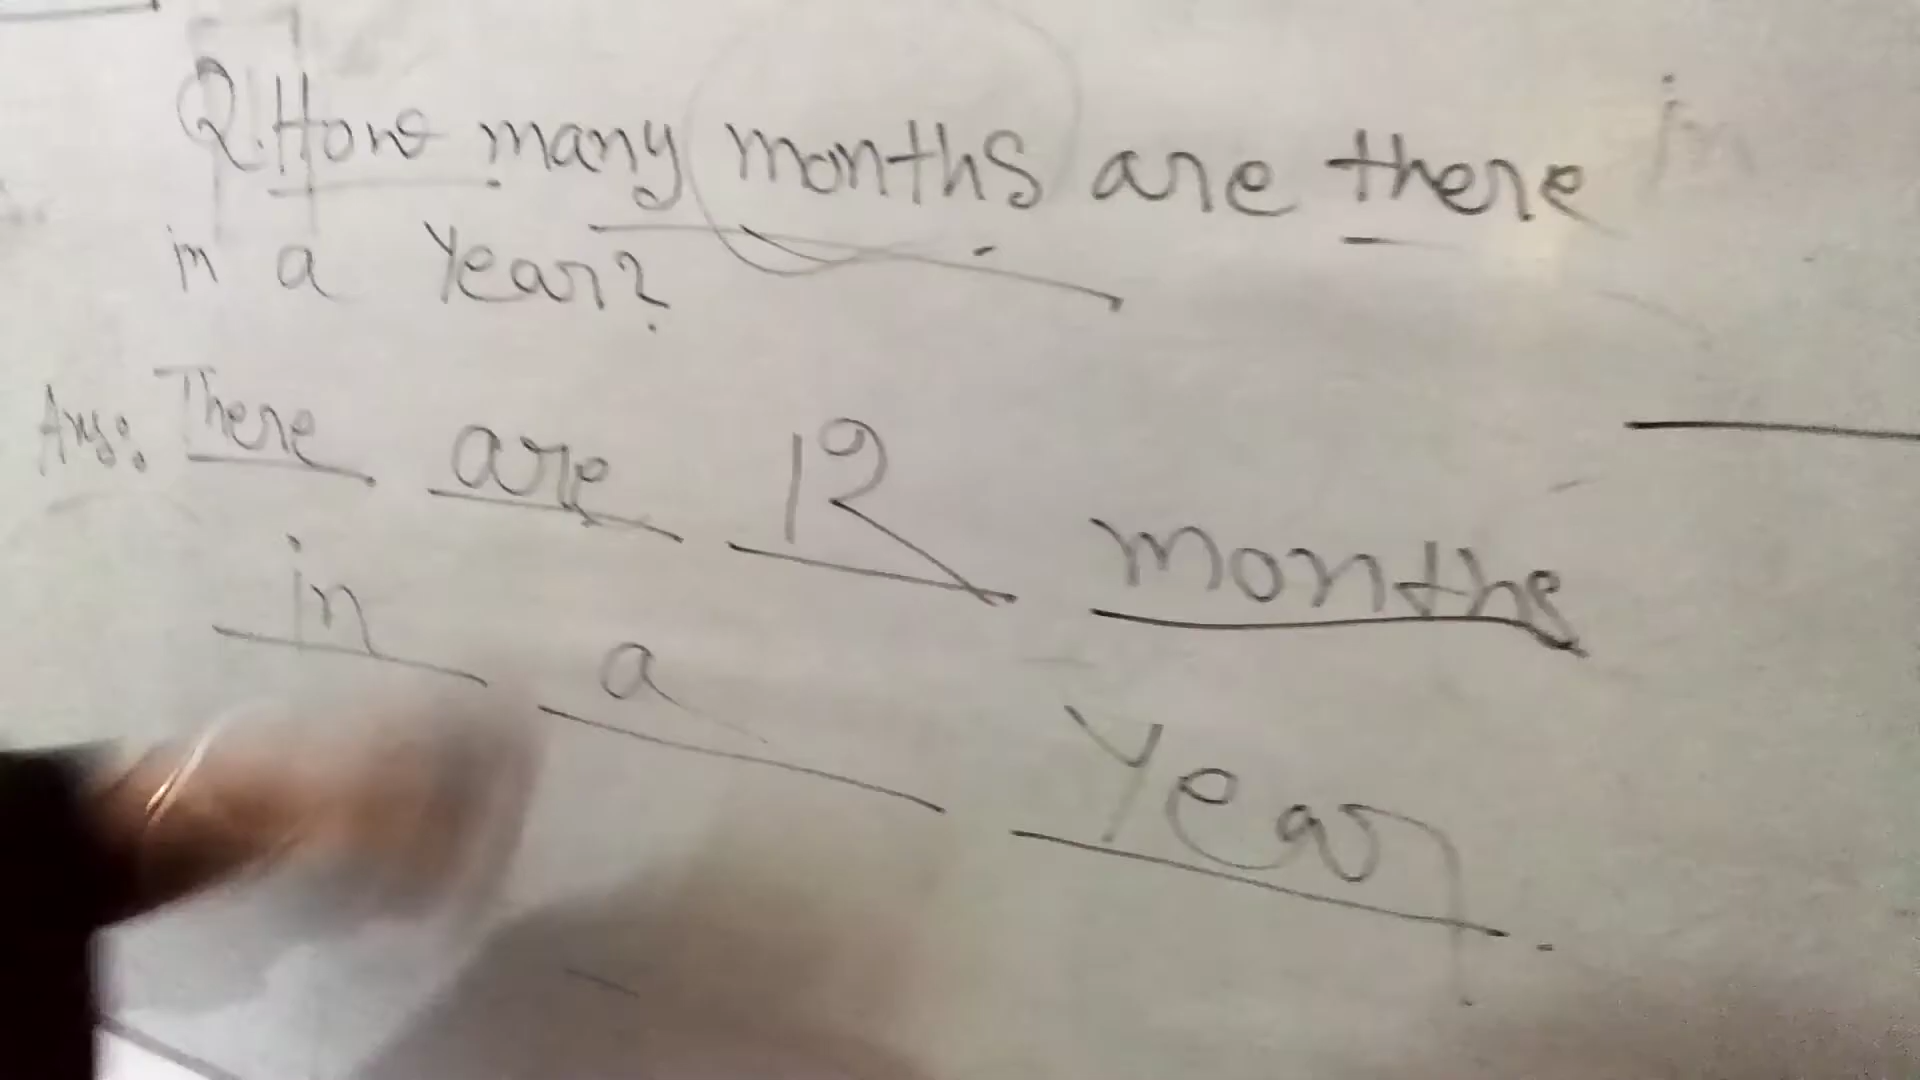 Q. How many months are there
in a Year?
Ans: There are 12 months
in a Year.